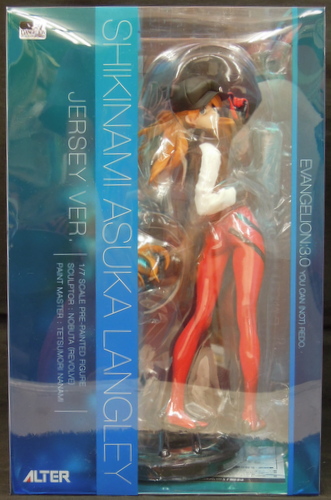 SHIKINAMI ASUKA LANGLEY
JERSEY VER.
1/7 SCALE PRE-PAINTED FIGURE
SCULPTOR : NOBUTA (REVOLVE)
PAINT MASTER : TETSUMORI NANAMI
EVANGELION:3.0 YOU CAN (NOT) REDO.
ALTER